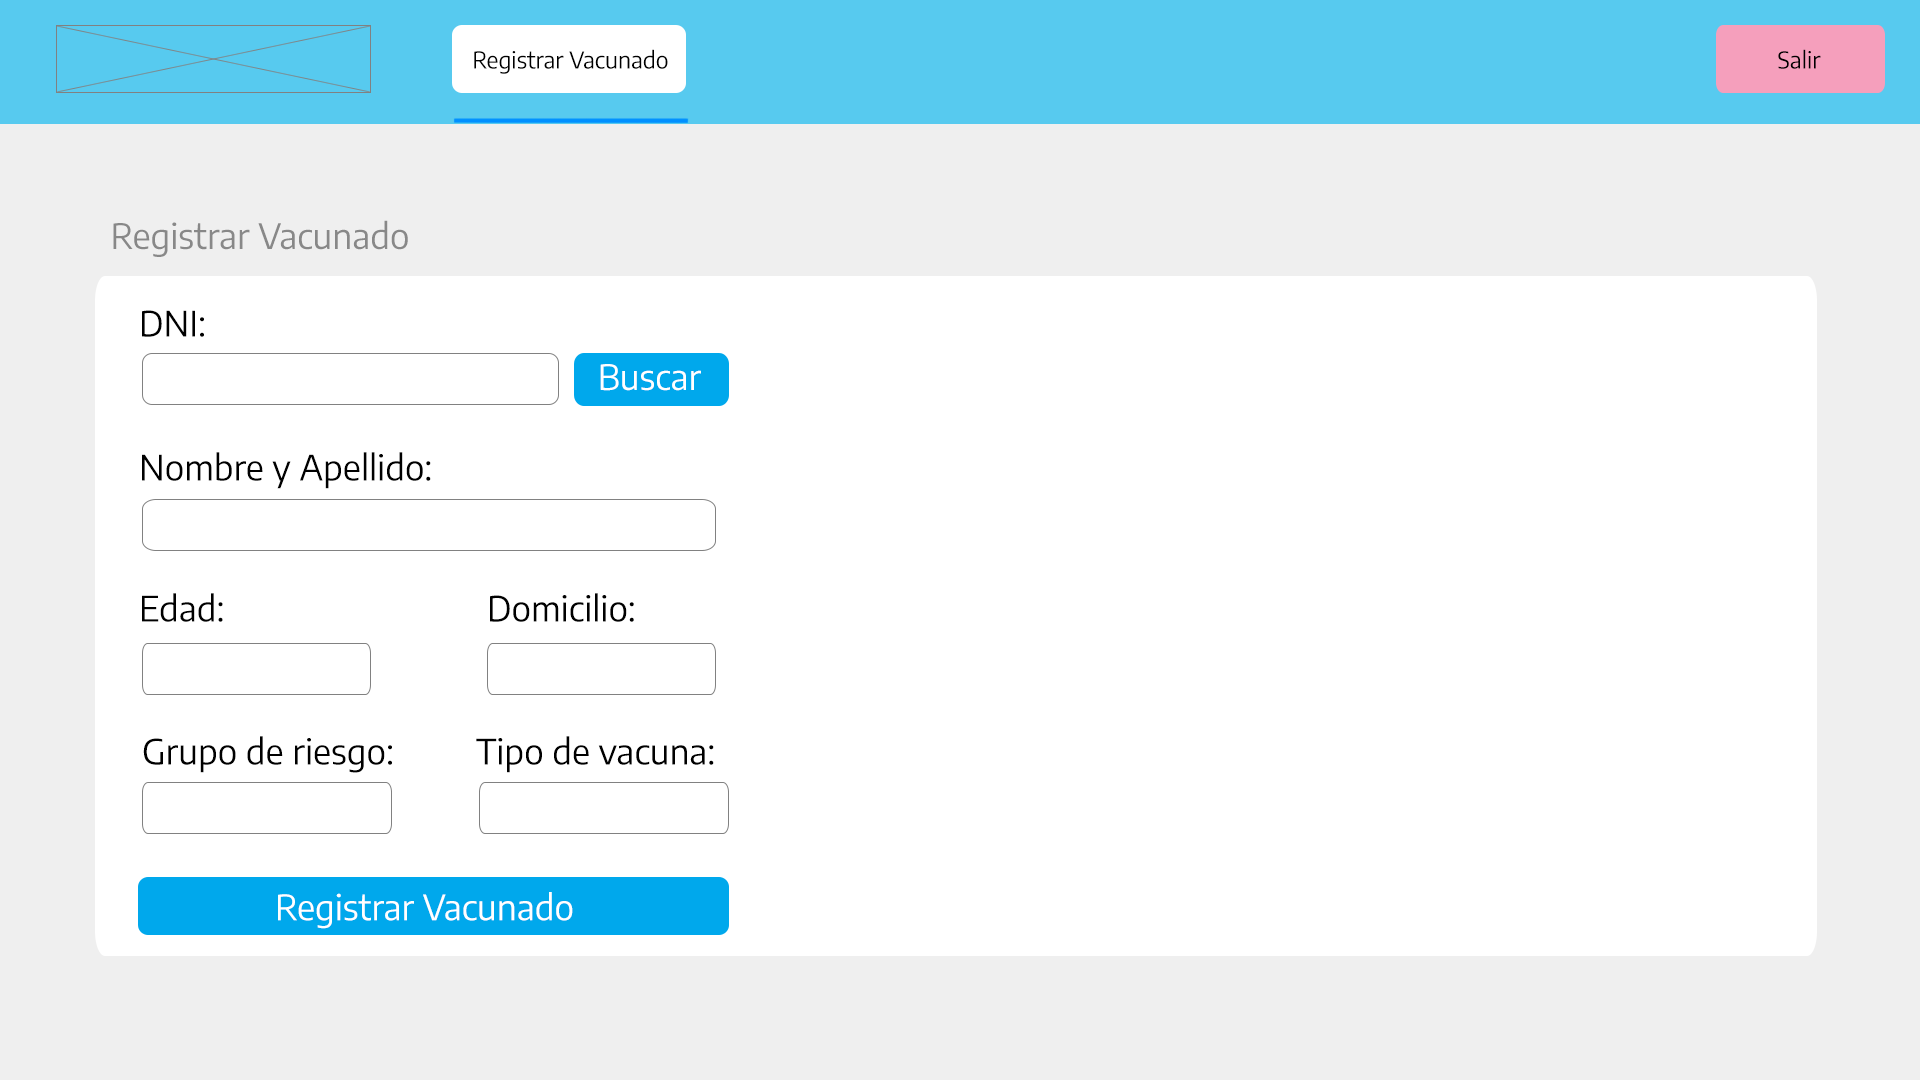 Registrar Vacunado
Salir
Registrar Vacunado
DNI:
Buscar
Nombre y Apellido:
Edad:
Domicilio:
Grupo de riesgo:
Tipo de vacuna:
Registrar Vacunado